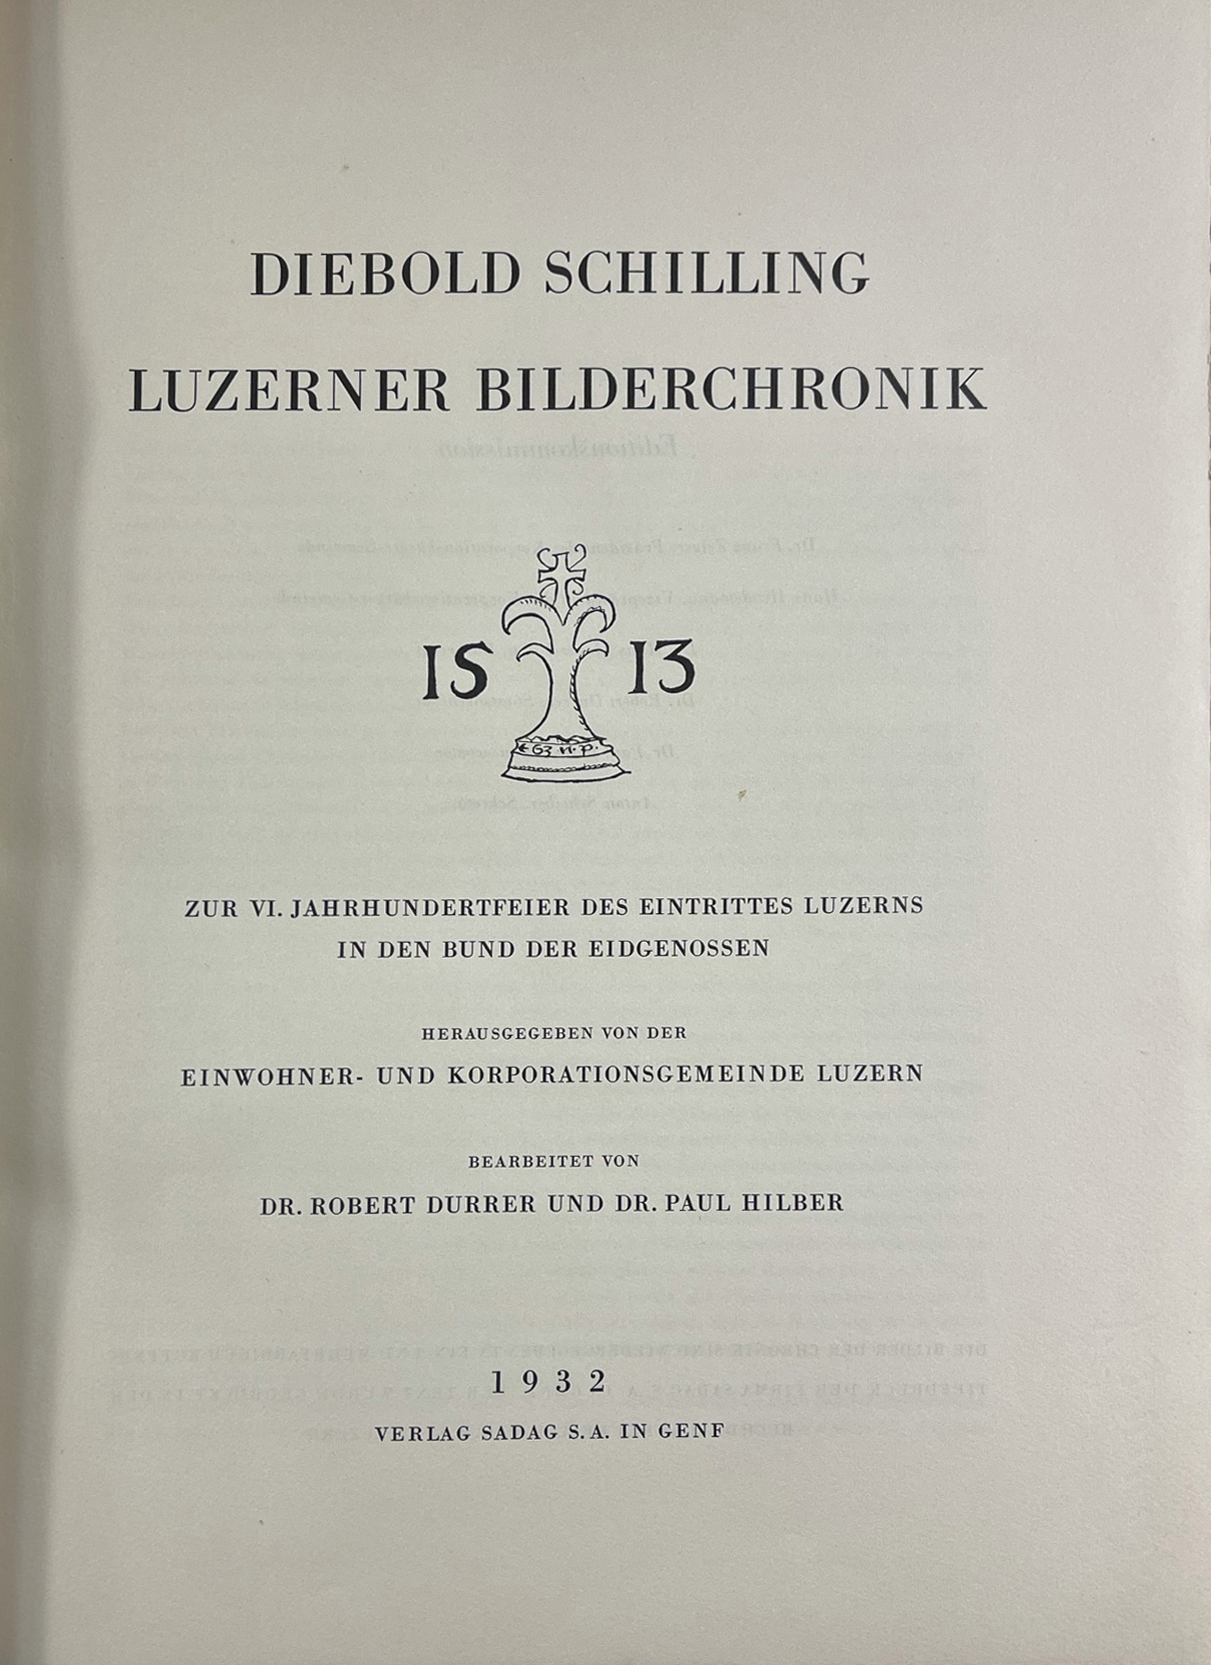 DIEBOLD SCHILLING
LUZERNER BILDERCHRONIK
1513
ZUR VI. JAHRHUNDERTFEIER DES EINTRITTES LUZERNS
IN DEN BUND DER EIDGENOSSEN
HERAUSGEGEBEN VON DER
EINWOHNER- UND KORPORATIONSGEMEINDE LUZERN
BEARBEITET VON
DR. ROBERT DURRER UND DR. PAUL HILBER
1932
VERLAG SADAG S.A. IN GENF